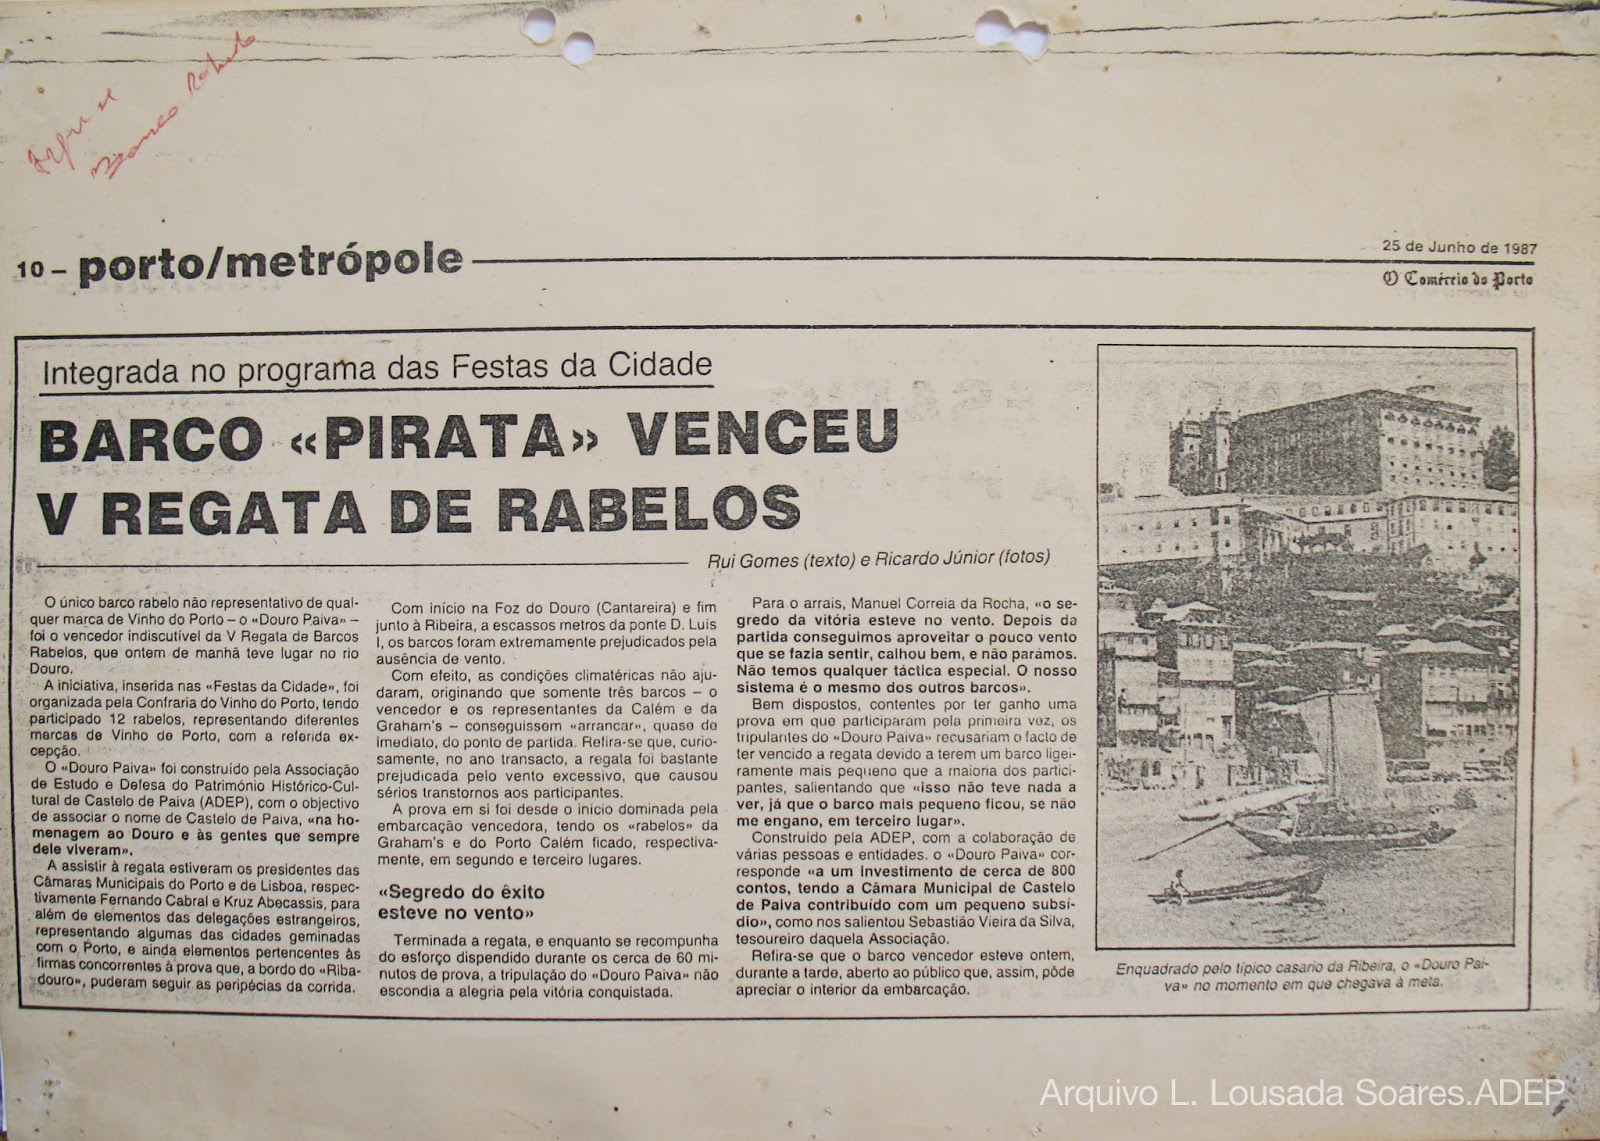 Barco Rabelo
10 – porto/metrópole
25 de Junho de 1987
O Comércio do Porto
Integrada no programa das Festas da Cidade
BARCO «PIRATA» VENCEU
V REGATA DE RABELOS
Rui Gomes (texto) e Ricardo Júnior (fotos)
O único barco rabelo não representativo de qual-
quer marca de Vinho do Porto – o «Douro Paiva» –
foi o vencedor indiscutível da V Regata de Barcos
Rabelos, que ontem de manhã teve lugar no rio
Douro.
A iniciativa, inserida nas «Festas da Cidade», foi
organizada pela Confraria do Vinho do Porto, tendo
participado 12 rabelos, representando diferentes
marcas de Vinho do Porto, com a referida ex-
cepção.
O «Douro Paiva» foi construído pela Associação
de Estudo e Defesa do Património Histórico-Cul-
tural de Castelo de Paiva (ADEP), com o objectivo
de associar o nome de Castelo de Paiva, «na ho-
menagem ao Douro e às gentes que sempre
dele viveram».
A assistir à regata estiveram os presidentes das
Câmaras Municipais do Porto e de Lisboa, respec-
tivamente Fernando Cabral e Kruz Abecassis, para
além de elementos das delegações estrangeiros,
representando algumas das cidades geminadas
com o Porto, e ainda elementos pertencentes às
firmas concorrentes à prova que, a bordo do «Riba-
douro», puderam seguir as peripécias da corrida.
Com início na Foz do Douro (Cantareira) e fim
junto à Ribeira, a escassos metros da ponte D. Luís
I, os barcos foram extremamente prejudicados pela
ausência de vento.
Com efeito, as condições climatéricas não aju-
daram, originando que somente três barcos – o
vencedor e os representantes da Calém e da
Graham's – conseguissem «arrancar», quase de
imediato, do ponto de partida. Refira-se que, curio-
samente, no ano transacto, a regata foi bastante
prejudicada pelo vento excessivo, que causou
sérios transtornos aos participantes.
A prova em si foi desde o início dominada pela
embarcação vencedora, tendo os «rabelos» da
Graham's e do Porto Calém ficado, respectiva-
mente, em segundo e terceiro lugares.
«Segredo do êxito
esteve no vento»
Terminada a regata, e enquanto se recompunha
do esforço dispendido durante os cerca de 60 mi-
nutos de prova, a tripulação do «Douro Paiva» não
escondia a alegria pela vitória conquistada.
Para o arrais, Manuel Correia da Rocha, «o se-
gredo da vitória esteve no vento. Depois da
partida conseguimos aproveitar o pouco vento
que se fazia sentir, calhou bem, e não parámos.
Não temos qualquer táctica especial. O nosso
sistema é o mesmo dos outros barcos».
Bem dispostos, contentes por ter ganho uma
prova em que participaram pela primeira vez, os
tripulantes do «Douro Paiva» recusariam o facto de
ter vencido a regata devido a terem um barco ligei-
ramente mais pequeno que a maioria dos partici-
pantes, salientando que «isso não teve nada a
ver, já que o barco mais pequeno ficou, se não
me engano, em terceiro lugar».
Construído pela ADEP, com a colaboração de
várias pessoas e entidades. o «Douro Paiva» cor-
responde «a um investimento de cerca de 800
contos, tendo a Câmara Municipal de Castelo
de Paiva contribuído com um pequeno subsí-
dio», como nos salientou Sebastião Vieira da Silva,
tesoureiro daquela Associação.
Refira-se que o barco vencedor esteve ontem,
durante a tarde, aberto ao público que, assim, pôde
apreciar o interior da embarcação.
Enquadrado pelo típico casario da Ribeira, o «Douro Pai-
va» no momento em que chegava à meta.
Arquivo L. Lousada Soares.ADEP